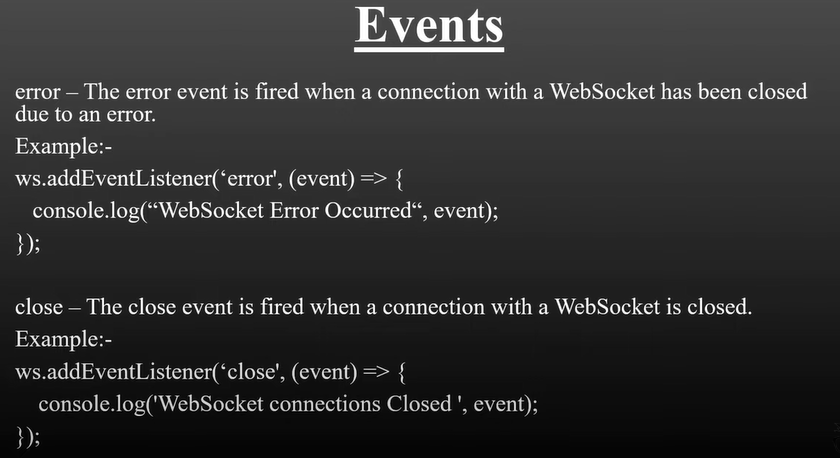 Events
error – The error event is fired when a connection with a WebSocket has been closed
due to an error.
Example:-
ws.addEventListener(‘error', (event) => {
console.log(“WebSocket Error Occurred“, event);
});
close – The close event is fired when a connection with a WebSocket is closed.
Example:-
ws.addEventListener(‘close', (event) => {
console.log('WebSocket connections Closed ', event);
});